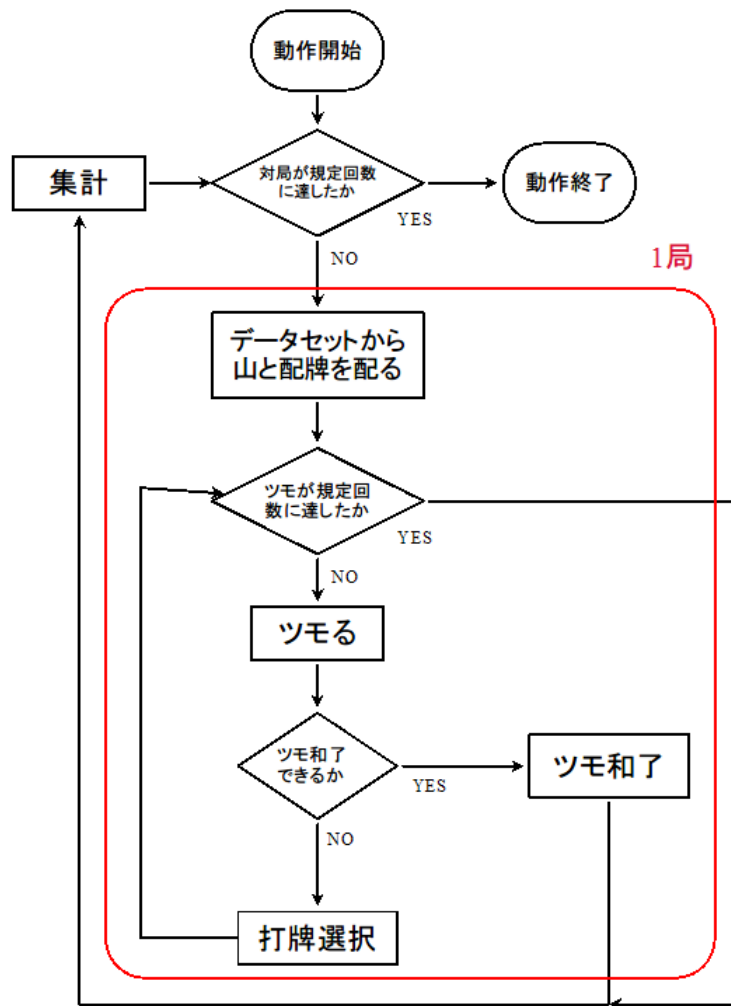 動作開始
集計
対局が規定回数
に達したか
動作終了
YES
NO
1局
データセットから
山と配牌を配る
ツモが規定回
数に達したか
YES
NO
ツモる
ツモ和了
できるか
ツモ和了
YES
NO
打牌選択